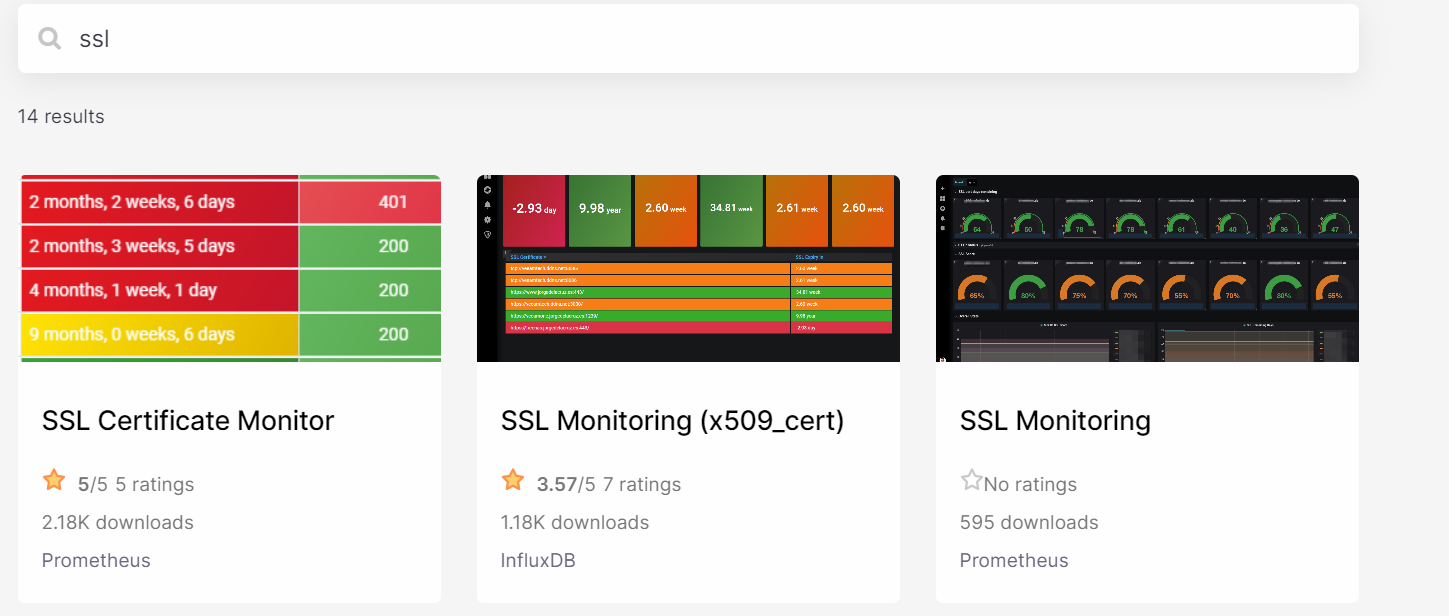 ssl
14 results
2 months, 2 weeks, 6 days 401
2 months, 3 weeks, 5 days 200
4 months, 1 week, 1 day 200
9 months, 0 weeks, 6 days 200
-2.93 day 9.98 year 2.60 week 34.81 week 2.61 week 2.60 week
SSL Certificate SSL Expiry in
64 50 78 78 61 40 36 47
65% 80% 75% 70% 55% 70% 80% 55%
SSL Certificate Monitor
5/5 5 ratings
2.18K downloads
Prometheus
SSL Monitoring (x509_cert)
3.57/5 7 ratings
1.18K downloads
InfluxDB
SSL Monitoring
No ratings
595 downloads
Prometheus